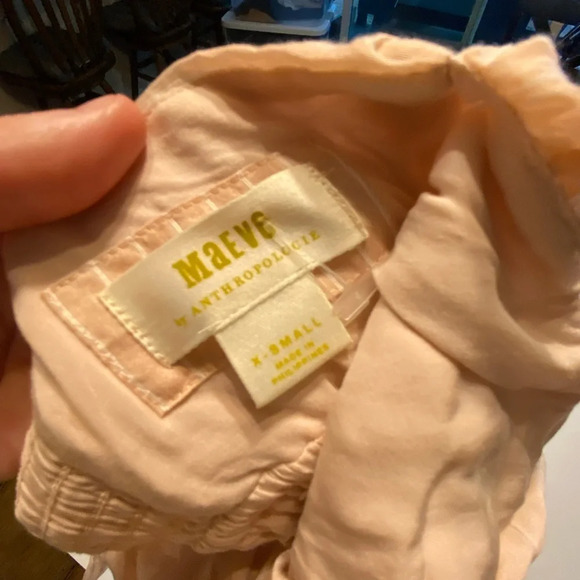 MaEVe
by ANTHROPOLOGIE
X-SMALL
MADE IN
PHILIPPINES